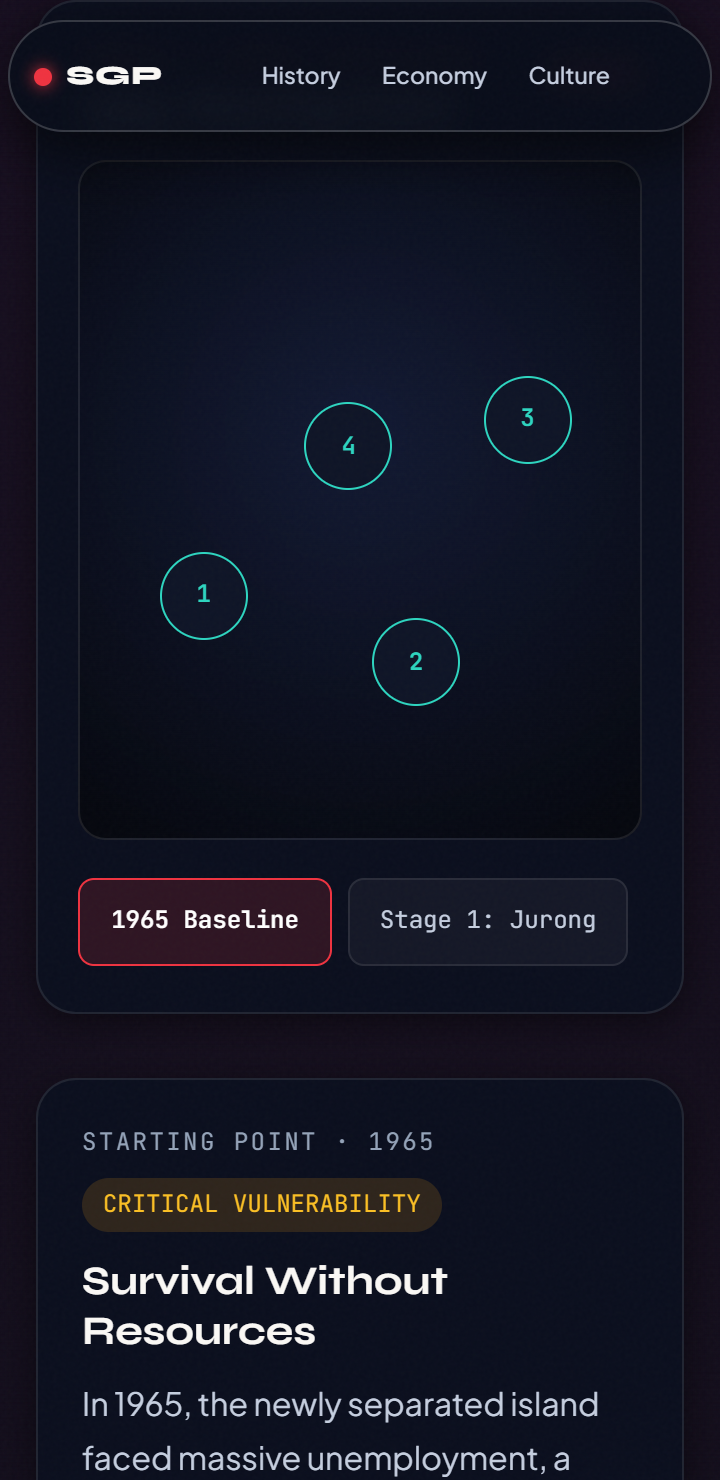 SGP
History Economy Culture
4
3
1
2
1965 Baseline
Stage 1: Jurong
STARTING POINT · 1965
CRITICAL VULNERABILITY
Survival Without
Resources
In 1965, the newly separated island
faced massive unemployment, a